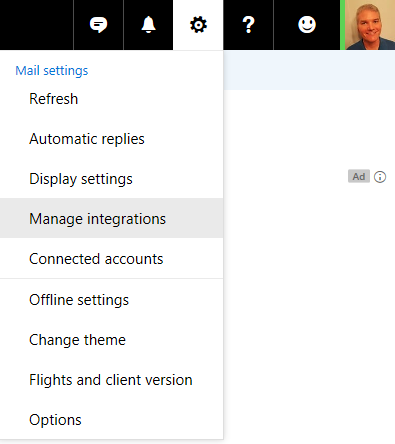 ?
Mail settings
Refresh
Automatic replies
Ad
Display settings
Manage integrations
Connected accounts
Offline settings
Change theme
Flights and client version
Options